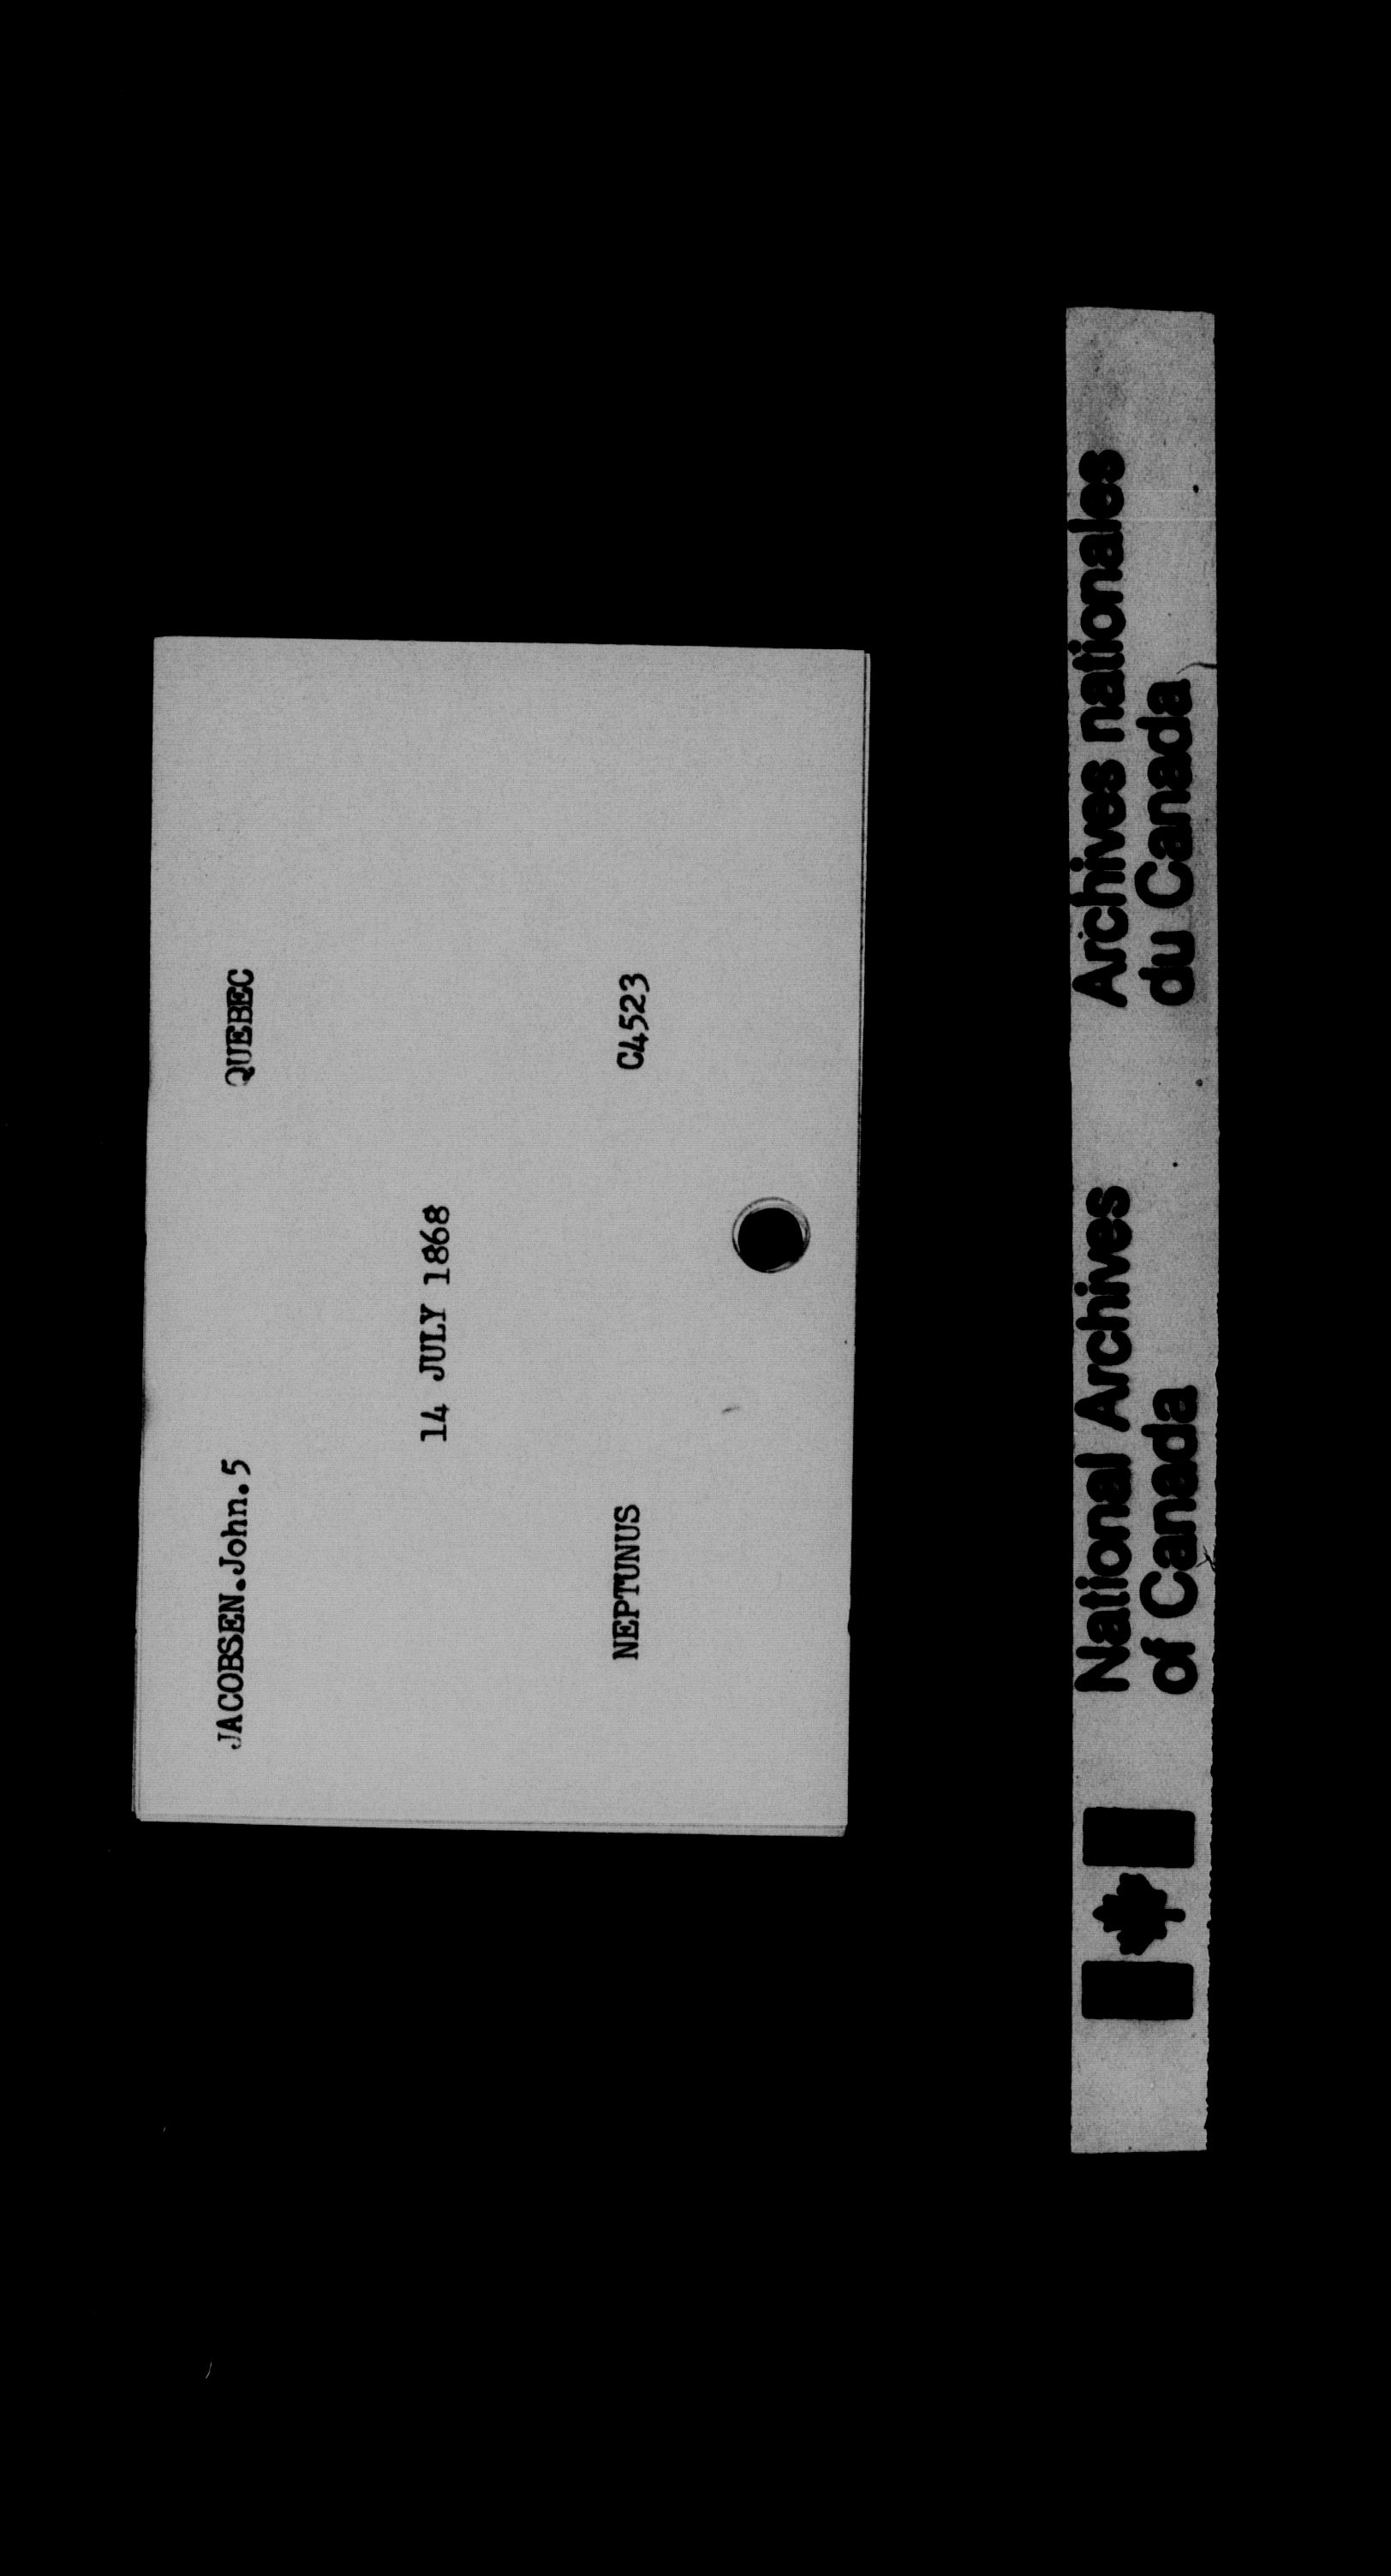 JACOBSEN.John.5 QUEBEC
14 JULY 1868
NEPTUNUS C4523
National Archives
of Canada
Archives nationales
du Canada